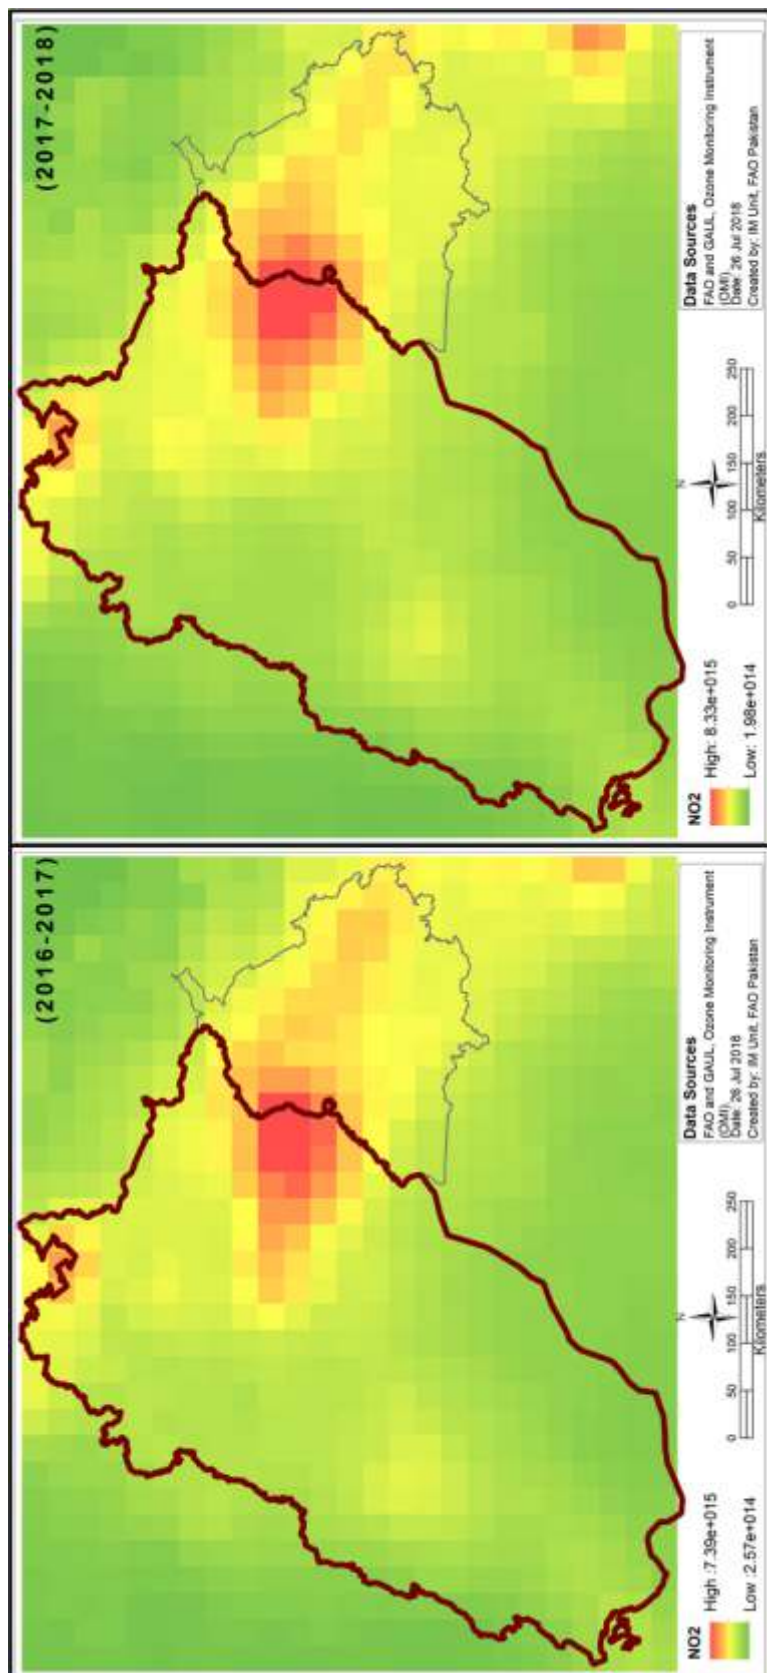 (2016-2017)
NO2
High :7.39e+015
Low :2.57e+014
N
0 50 100 150 200 250
Kilometers
Data Sources
FAO and GAUL, Ozone Monitoring Instrument
(OMI)
Date: 26 Jul 2018
Created by: IM Unit, FAO Pakistan
(2017-2018)
NO2
High: 8.33e+015
Low: 1.98e+014
N
0 50 100 150 200 250
Kilometers
Data Sources
FAO and GAUL, Ozone Monitoring Instrument
(OMI)
Date: 26 Jul 2018
Created by: IM Unit, FAO Pakistan